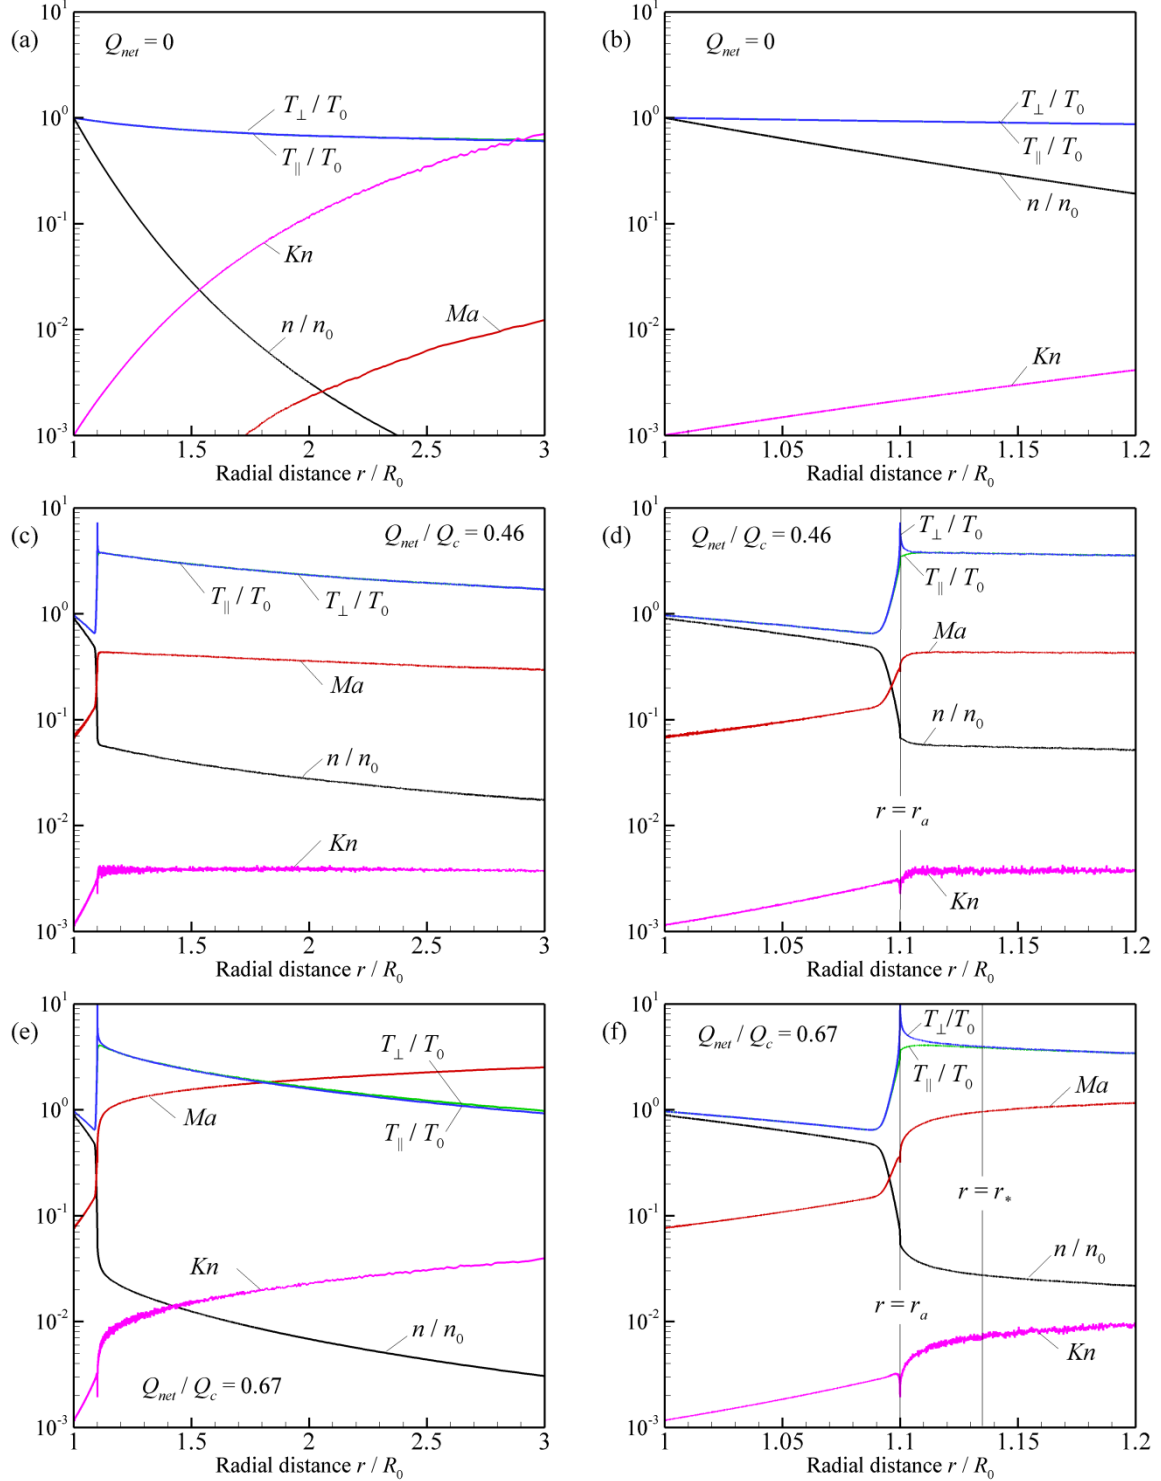 (a)
Q_net = 0
10^1
10^0
10^-1
10^-2
10^-3
T_⊥ / T_0
T_|| / T_0
Kn
n / n_0
Ma
1 1.5 2 2.5 3
Radial distance r / R_0
(b)
Q_net = 0
10^1
10^0
10^-1
10^-2
10^-3
T_⊥ / T_0
T_|| / T_0
n / n_0
Kn
1 1.05 1.1 1.15 1.2
Radial distance r / R_0
(c)
Q_net / Q_c = 0.46
10^1
10^0
10^-1
10^-2
10^-3
T_|| / T_0
T_⊥ / T_0
Ma
n / n_0
Kn
1 1.5 2 2.5 3
Radial distance r / R_0
(d)
Q_net / Q_c = 0.46
10^1
10^0
10^-1
10^-2
10^-3
T_⊥ / T_0
T_|| / T_0
Ma
n / n_0
r = r_a
Kn
1 1.05 1.1 1.15 1.2
Radial distance r / R_0
(e)
10^1
10^0
10^-1
10^-2
10^-3
T_⊥ / T_0
Ma
T_|| / T_0
Kn
n / n_0
Q_net / Q_c = 0.67
1 1.5 2 2.5 3
Radial distance r / R_0
(f)
Q_net / Q_c = 0.67
10^1
10^0
10^-1
10^-2
10^-3
T_⊥/T_0
T_|| / T_0
Ma
r = r_*
n / n_0
r = r_a
Kn
1 1.05 1.1 1.15 1.2
Radial distance r / R_0